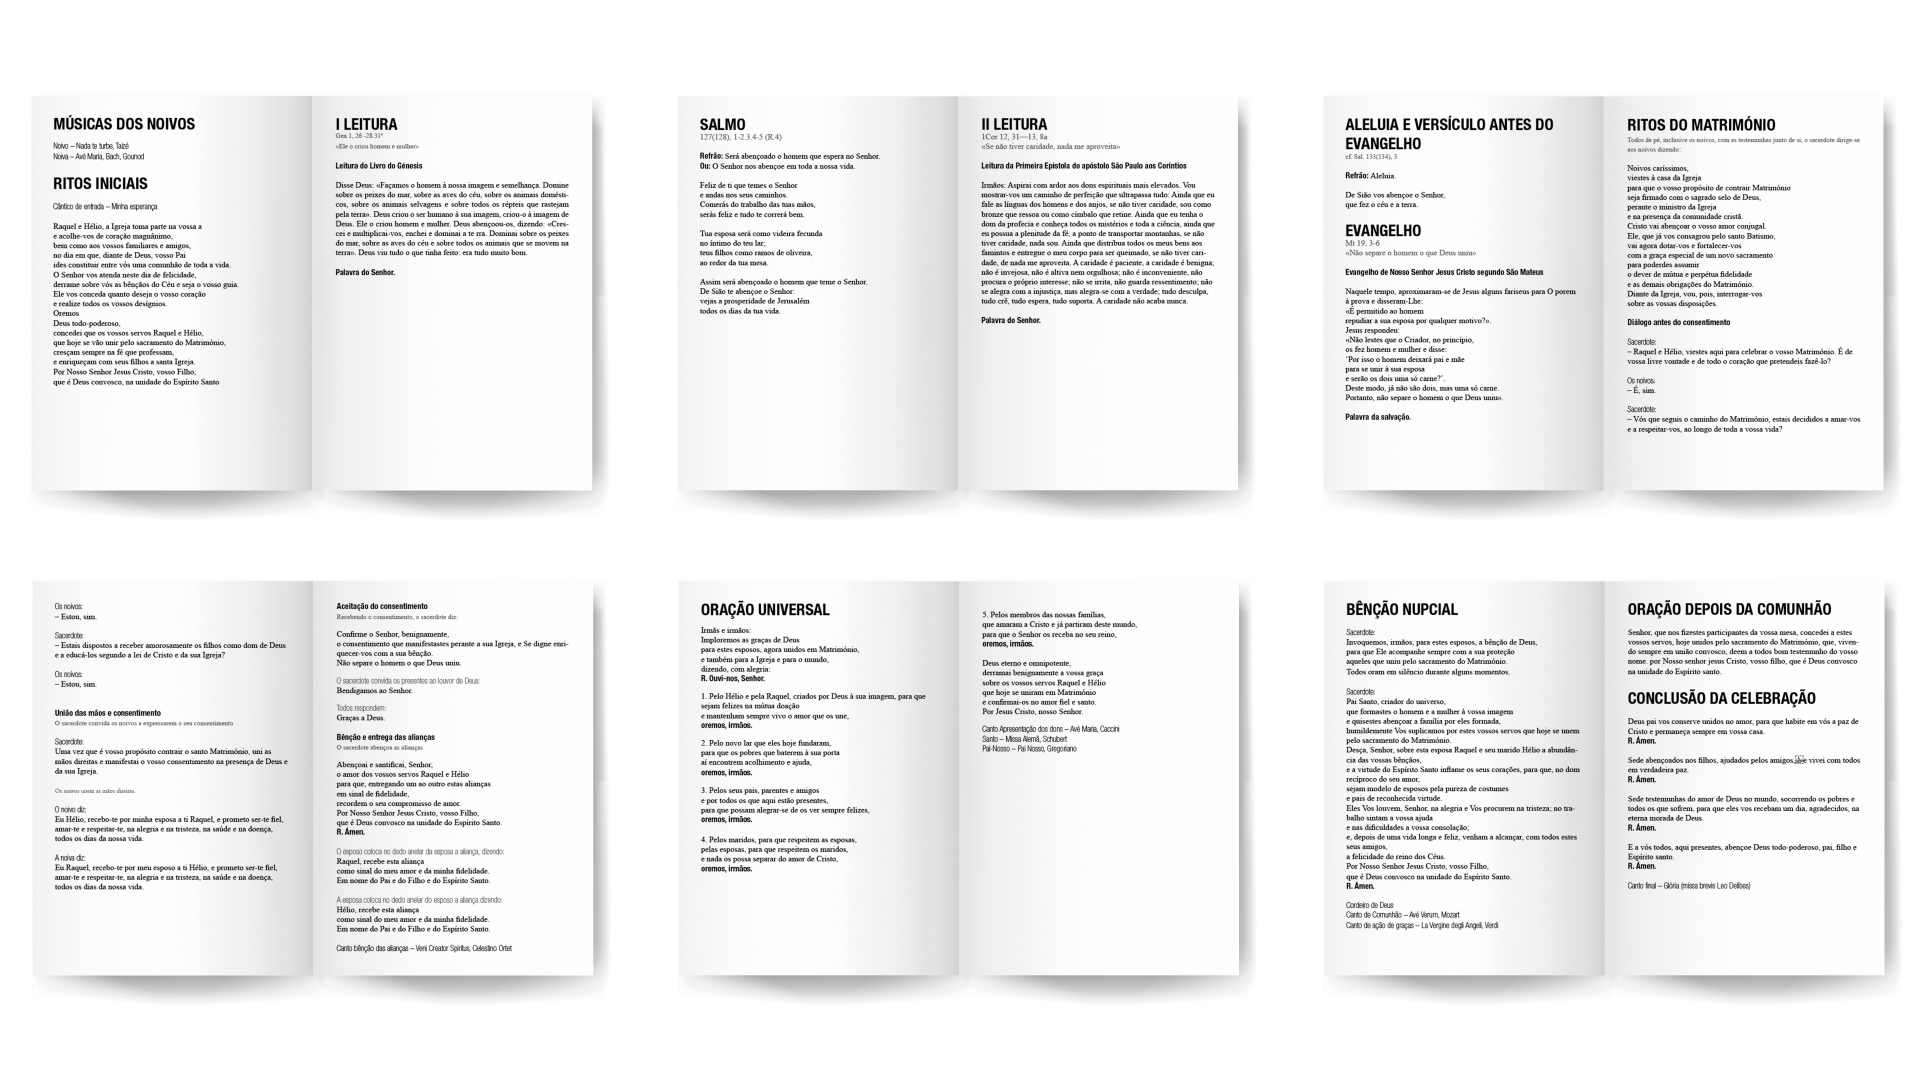 MÚSICAS DOS NOIVOS
Noivo – Nada te turbe, Taizé
Noiva – Avé Maria, Bach, Gounod
RITOS INICIAIS
Cântico de entrada – Minha esperança
Raquel e Hélio, a Igreja toma parte na vossa a
e acolhe-vos de coração magnânimo,
bem como aos vossos familiares e amigos,
no dia em que, diante de Deus, vosso Pai
ides constituir entre vós uma comunhão de toda a vida.
O Senhor vos atenda neste dia de felicidade,
derrame sobre vós as bênçãos do Céu e seja o vosso guia.
Ele vos conceda quanto deseja o vosso coração
e realize todos os vossos desígnios.
Oremos
Deus todo-poderoso,
concedei que os vossos servos Raquel e Hélio,
que hoje se vão unir pelo sacramento do Matrimónio,
cresçam sempre na fé que professam,
e enriqueçam com seus filhos a santa Igreja.
Por Nosso Senhor Jesus Cristo, vosso Filho,
que é Deus convosco, na unidade do Espírito Santo
I LEITURA
Gen 1, 26 -28.31ª
«Ele o criou homem e mulher»
Leitura do Livro do Génesis
Disse Deus: «Façamos o homem à nossa imagem e semelhança. Domine
sobre os peixes do mar, sobre as aves do céu, sobre os animais domésti-
cos, sobre os animais selvagens e sobre todos os répteis que rastejam
pela terra». Deus criou o ser humano à sua imagem, criou-o à imagem de
Deus. Ele o criou homem e mulher. Deus abençoou-os, dizendo: «Cres-
cei e multiplicai-vos, enchei e dominai a te rra. Dominai sobre os peixes
do mar, sobre as aves do céu e sobre todos os animais que se movem na
terra». Deus viu tudo o que tinha feito: era tudo muito bom.
Palavra do Senhor.
SALMO
127(128), 1-2.3.4-5 (R.4)
Refrão: Será abençoado o homem que espera no Senhor.
Ou: O Senhor nos abençoe em toda a nossa vida.
Feliz de ti que temes o Senhor
e andas nos seus caminhos.
Comerás do trabalho das tuas mãos,
serás feliz e tudo te correrá bem.
Tua esposa será como videira fecunda
no íntimo do teu lar;
teus filhos como ramos de oliveira,
ao redor da tua mesa.
Assim será abençoado o homem que teme o Senhor.
De Sião te abençoe o Senhor:
vejas a prosperidade de Jerusalém
todos os dias da tua vida.
II LEITURA
1Cor 12, 31—13, 8a
«Se não tiver caridade, nada me aproveita»
Leitura da Primeira Epístola do apóstolo São Paulo aos Coríntios
Irmãos: Aspirai com ardor aos dons espirituais mais elevados. Vou
mostrar-vos um caminho de perfeição que ultrapassa tudo: Ainda que eu
fale as línguas dos homens e dos anjos, se não tiver caridade, sou como
bronze que ressoa ou como címbalo que retine. Ainda que eu tenha o
dom da profecia e conheça todos os mistérios e toda a ciência, ainda que
eu possua a plenitude da fé, a ponto de transportar montanhas, se não
tiver caridade, nada sou. Ainda que distribua todos os meus bens aos
famintos e entregue o meu corpo para ser queimado, se não tiver cari-
dade, de nada me aproveita. A caridade é paciente, a caridade é benigna;
não é invejosa, não é altiva nem orgulhosa; não é inconveniente, não
procura o próprio interesse; não se irrita, não guarda ressentimento; não
se alegra com a injustiça, mas alegra-se com a verdade; tudo desculpa,
tudo crê, tudo espera, tudo suporta. A caridade não acaba nunca.
Palavra do Senhor.
ALELUIA E VERSÍCULO ANTES DO
EVANGELHO
cf. Sal. 133(134), 3
Refrão: Aleluia.
De Sião vos abençoe o Senhor,
que fez o céu e a terra.
EVANGELHO
Mt 19, 3-6
«Não separe o homem o que Deus uniu»
Evangelho de Nosso Senhor Jesus Cristo segundo São Mateus
Naquele tempo, aproximaram-se de Jesus alguns fariseus para O porem
à prova e disseram-Lhe:
«É permitido ao homem
repudiar a sua esposa por qualquer motivo?».
Jesus respondeu:
«Não lestes que o Criador, no princípio,
os fez homem e mulher e disse:
'Por isso o homem deixará pai e mãe
para se unir à sua esposa
e serão os dois uma só carne?'.
Deste modo, já não são dois, mas uma só carne.
Portanto, não separe o homem o que Deus uniu».
Palavra da salvação.
RITOS DO MATRIMÓNIO
Todos de pé, inclusive os noivos, com as testemunhas junto de si, o sacerdote dirige-se
aos noivos dizendo:
Noivos caríssimos,
viestes à casa da Igreja
para que o vosso propósito de contrair Matrimónio
seja firmado com o sagrado selo de Deus,
perante o ministro da Igreja
e na presença da comunidade cristã.
Cristo vai abençoar o vosso amor conjugal.
Ele, que já vos consagrou pelo santo Batismo,
vai agora dotar-vos e fortalecer-vos
com a graça especial de um novo sacramento
para poderdes assumir
o dever de mútua e perpétua fidelidade
e as demais obrigações do Matrimónio.
Diante da Igreja, vou, pois, interrogar-vos
sobre as vossas disposições.
Diálogo antes do consentimento
Sacerdote:
– Raquel e Hélio, viestes aqui para celebrar o vosso Matrimónio. É de
vossa livre vontade e de todo o coração que pretendeis fazê-lo?
Os noivos:
– É, sim.
Sacerdote:
– Vós que seguis o caminho do Matrimónio, estais decididos a amar-vos
e a respeitar-vos, ao longo de toda a vossa vida?
Os noivos:
– Estou, sim.
Sacerdote:
– Estais dispostos a receber amorosamente os filhos como dom de Deus
e a educá-los segundo a lei de Cristo e da sua Igreja?
Os noivos:
– Estou, sim.
União das mãos e consentimento
O sacerdote convida os noivos a expressarem o seu consentimento
Sacerdote:
Uma vez que é vosso propósito contrair o santo Matrimónio, uni as
mãos direitas e manifestai o vosso consentimento na presença de Deus e
da sua Igreja.
Os noivos unem as mãos direitas.
O noivo diz:
Eu Hélio, recebo-te por minha esposa a ti Raquel, e prometo ser-te fiel,
amar-te e respeitar-te, na alegria e na tristeza, na saúde e na doença,
todos os dias da nossa vida.
A noiva diz:
Eu Raquel, recebo-te por meu esposo a ti Hélio, e prometo ser-te fiel,
amar-te e respeitar-te, na alegria e na tristeza, na saúde e na doença,
todos os dias da nossa vida.
Aceitação do consentimento
Recebendo o consentimento, o sacerdote diz:
Confirme o Senhor, benignamente,
o consentimento que manifestastes perante a sua Igreja, e Se digne enri-
quecer-vos com a sua bênção.
Não separe o homem o que Deus uniu.
O sacerdote convida os presentes ao louvor de Deus:
Bendigamos ao Senhor.
Todos respondem:
Graças a Deus.
Bênção e entrega das alianças
O sacerdote abençoa as alianças
Abençoai e santificai, Senhor,
o amor dos vossos servos Raquel e Hélio
para que, entregando um ao outro estas alianças
em sinal de fidelidade,
recordem o seu compromisso de amor.
Por Nosso Senhor Jesus Cristo, vosso Filho,
que é Deus convosco na unidade do Espírito Santo.
R. Ámen.
O esposo coloca no dedo anelar da esposa a aliança, dizendo:
Raquel, recebe esta aliança
como sinal do meu amor e da minha fidelidade.
Em nome do Pai e do Filho e do Espírito Santo.
A esposa coloca no dedo anelar do esposo a aliança dizendo:
Hélio, recebe esta aliança
como sinal do meu amor e da minha fidelidade.
Em nome do Pai e do Filho e do Espírito Santo.
Canto bênção das alianças – Veni Creator Spiritus, Celestino Ortet
ORAÇÃO UNIVERSAL
Irmãs e irmãos:
Imploremos as graças de Deus
para estes esposos, agora unidos em Matrimónio,
e também para a Igreja e para o mundo,
dizendo, com alegria:
R. Ouvi-nos, Senhor.
1. Pelo Hélio e pela Raquel, criados por Deus à sua imagem, para que
sejam felizes na mútua doação
e mantenham sempre vivo o amor que os une,
oremos, irmãos.
2. Pelo novo lar que eles hoje fundaram,
para que os pobres que baterem à sua porta
aí encontrem acolhimento e ajuda,
oremos, irmãos.
3. Pelos seus pais, parentes e amigos
e por todos os que aqui estão presentes,
para que possam alegrar-se de os ver sempre felizes,
oremos, irmãos.
4. Pelos maridos, para que respeitem as esposas,
pelas esposas, para que respeitem os maridos,
e nada os possa separar do amor de Cristo,
oremos, irmãos.
5. Pelos membros das nossas famílias,
que amaram a Cristo e já partiram deste mundo,
para que o Senhor os receba no seu reino,
oremos, irmãos.
Deus eterno e omnipotente,
derramai benignamente a vossa graça
sobre os vossos servos Raquel e Hélio
que hoje se uniram em Matrimónio
e confirmai-os no amor fiel e santo.
Por Jesus Cristo, nosso Senhor.
Canto Apresentação dos dons – Avé Maria, Caccini
Santo – Missa Alemã, Schubert
Pai-Nosso – Pai Nosso, Gregoriano
BÊNÇÃO NUPCIAL
Sacerdote:
Invoquemos, irmãos, para estes esposos, a bênção de Deus,
para que Ele acompanhe sempre com a sua proteção
aqueles que uniu pelo sacramento do Matrimónio.
Todos oram em silêncio durante alguns momentos.
Sacerdote:
Pai Santo, criador do universo,
que formastes o homem e a mulher à vossa imagem
e quisestes abençoar a família por eles formada,
humildemente Vos suplicamos por estes vossos servos que hoje se unem
pelo sacramento do Matrimónio.
Desça, Senhor, sobre esta esposa Raquel e seu marido Hélio a abundân-
cia das vossas bênçãos,
e a virtude do Espírito Santo inflame os seus corações, para que, no dom
recíproco do seu amor,
sejam modelo de esposos pela pureza de costumes
e pais de reconhecida virtude.
Eles Vos louvem, Senhor, na alegria e Vos procurem na tristeza; no tra-
balho sintam a vossa ajuda
e nas dificuldades a vossa consolação;
e, depois de uma vida longa e feliz, venham a alcançar, com todos estes
seus amigos,
a felicidade do reino dos Céus.
Por Nosso Senhor Jesus Cristo, vosso Filho,
que é Deus convosco na unidade do Espírito Santo.
R. Ámen.
Cordeiro de Deus
Canto de Comunhão – Avé Verum, Mozart
Canto de ação de graças – La Vergine degli Angeli, Verdi
ORAÇÃO DEPOIS DA COMUNHÃO
Senhor, que nos fizestes participantes da vossa mesa, concedei a estes
vossos servos, hoje unidos pelo sacramento do Matrimónio, que, viven-
do sempre em união convosco, deem a todos bom testemunho do vosso
nome. por Nosso senhor jesus Cristo, vosso filho, que é Deus convosco
na unidade do Espírito santo.
CONCLUSÃO DA CELEBRAÇÃO
Deus pai vos conserve unidos no amor, para que habite em vós a paz de
Cristo e permaneça sempre em vossa casa.
R. Ámen.
Sede abençoados nos filhos, ajudados pelos amigos, e vivei com todos
em verdadeira paz.
R. Ámen.
Sede testemunhas do amor de Deus no mundo, socorrendo os pobres e
todos os que sofrem, para que eles vos recebam um dia, agradecidos, na
eterna morada de Deus.
R. Ámen.
E a vós todos, aqui presentes, abençoe Deus todo-poderoso, pai, filho e
Espírito santo.
R. Ámen.
Canto final – Glória (missa brevis Leo Delibes)